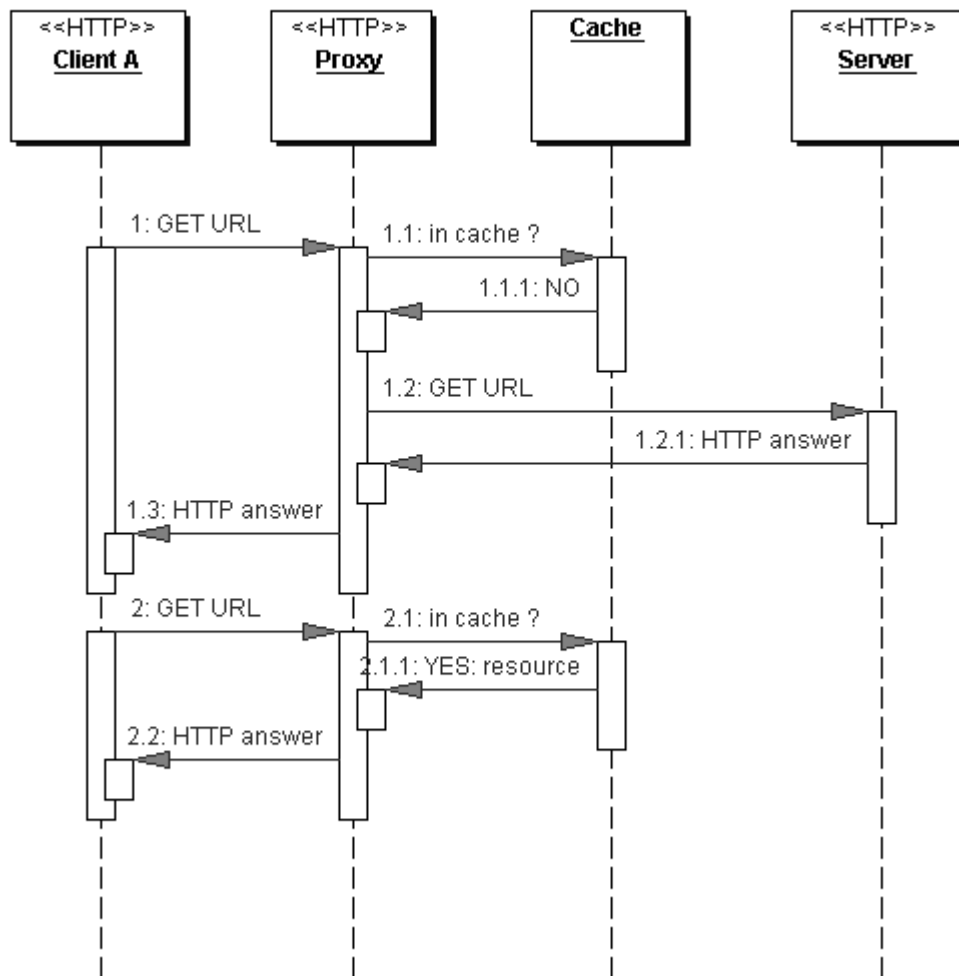 <<HTTP>>
Client A
<<HTTP>>
Proxy
Cache
<<HTTP>>
Server
1: GET URL
1.1: in cache ?
1.1.1: NO
1.2: GET URL
1.2.1: HTTP answer
1.3: HTTP answer
2: GET URL
2.1: in cache ?
2.1.1: YES: resource
2.2: HTTP answer